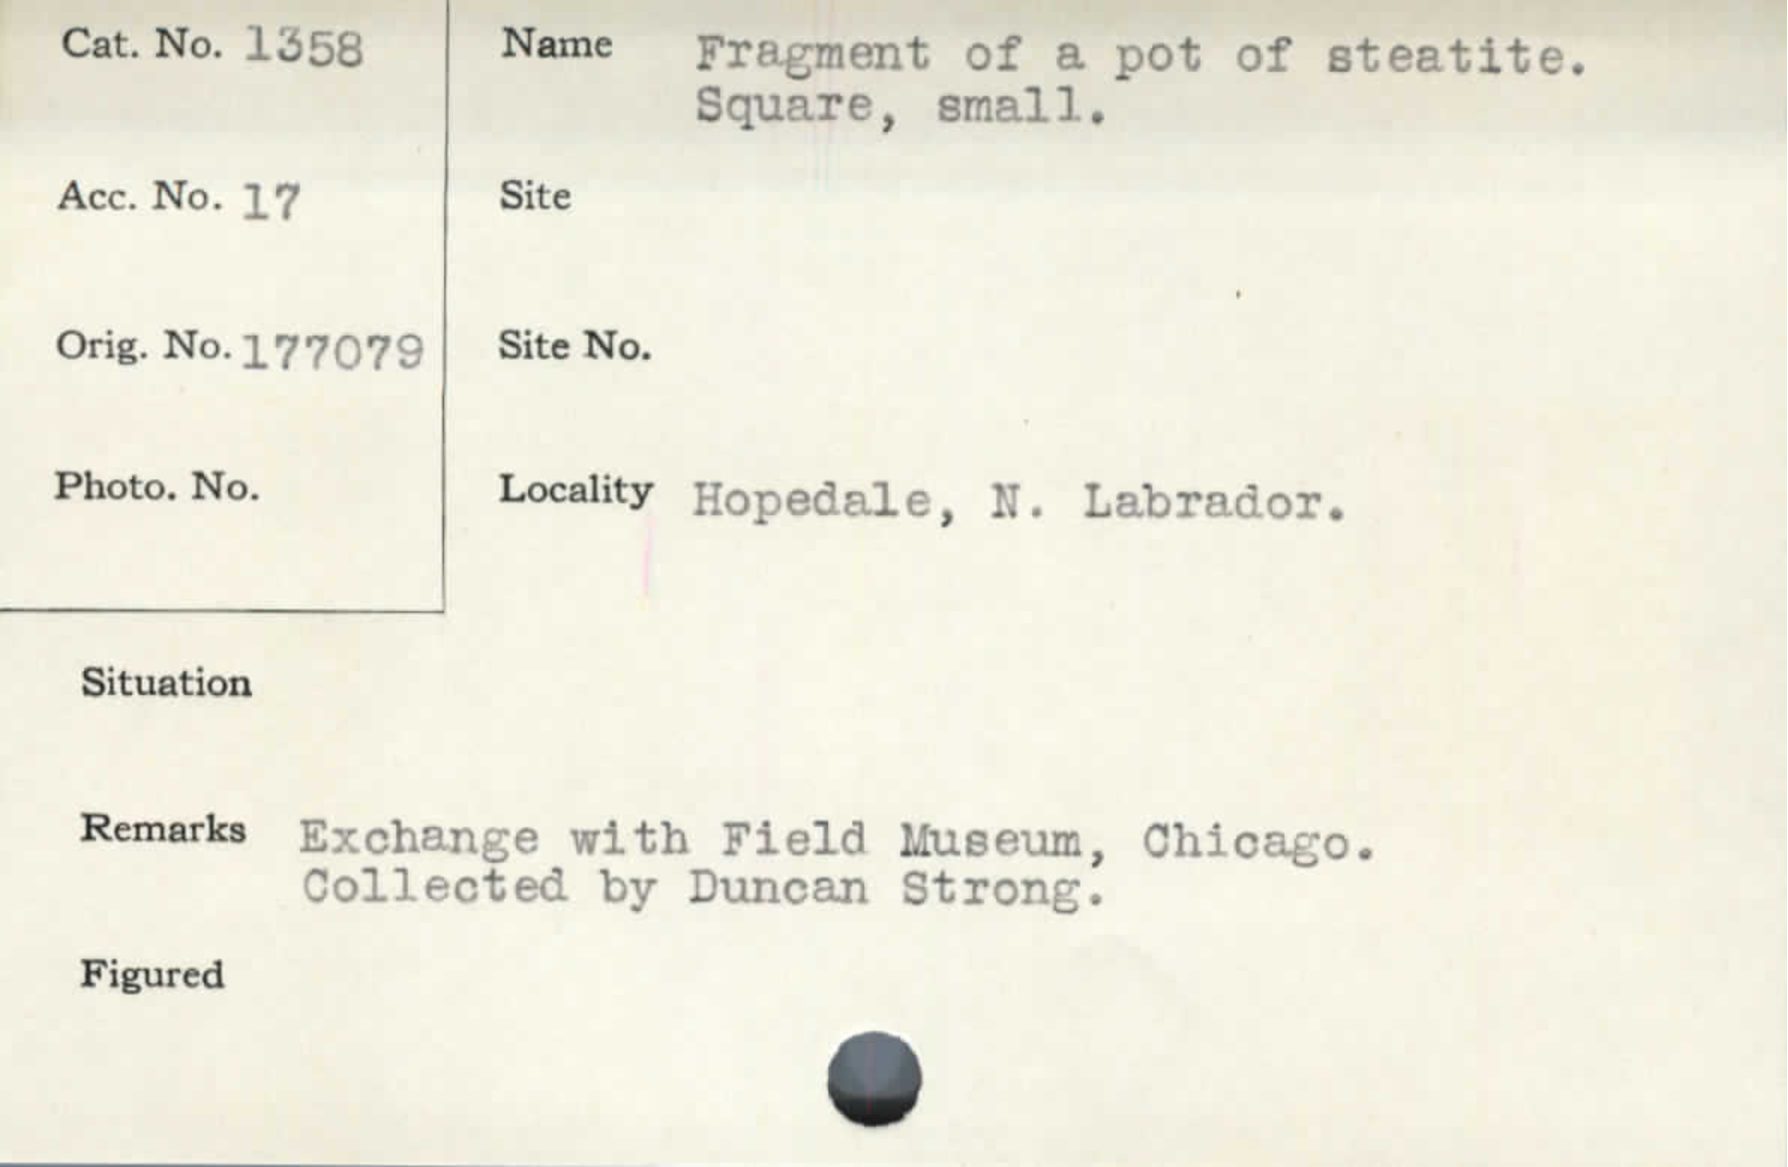 Cat. No. 1358
Name Fragment of a pot of steatite.
Square, small.
Acc. No. 17
Site
Orig. No. 177079
Site No.
Photo. No.
Locality Hopedale, N. Labrador.
Situation
Remarks Exchange with Field Museum, Chicago.
Collected by Duncan Strong.
Figured